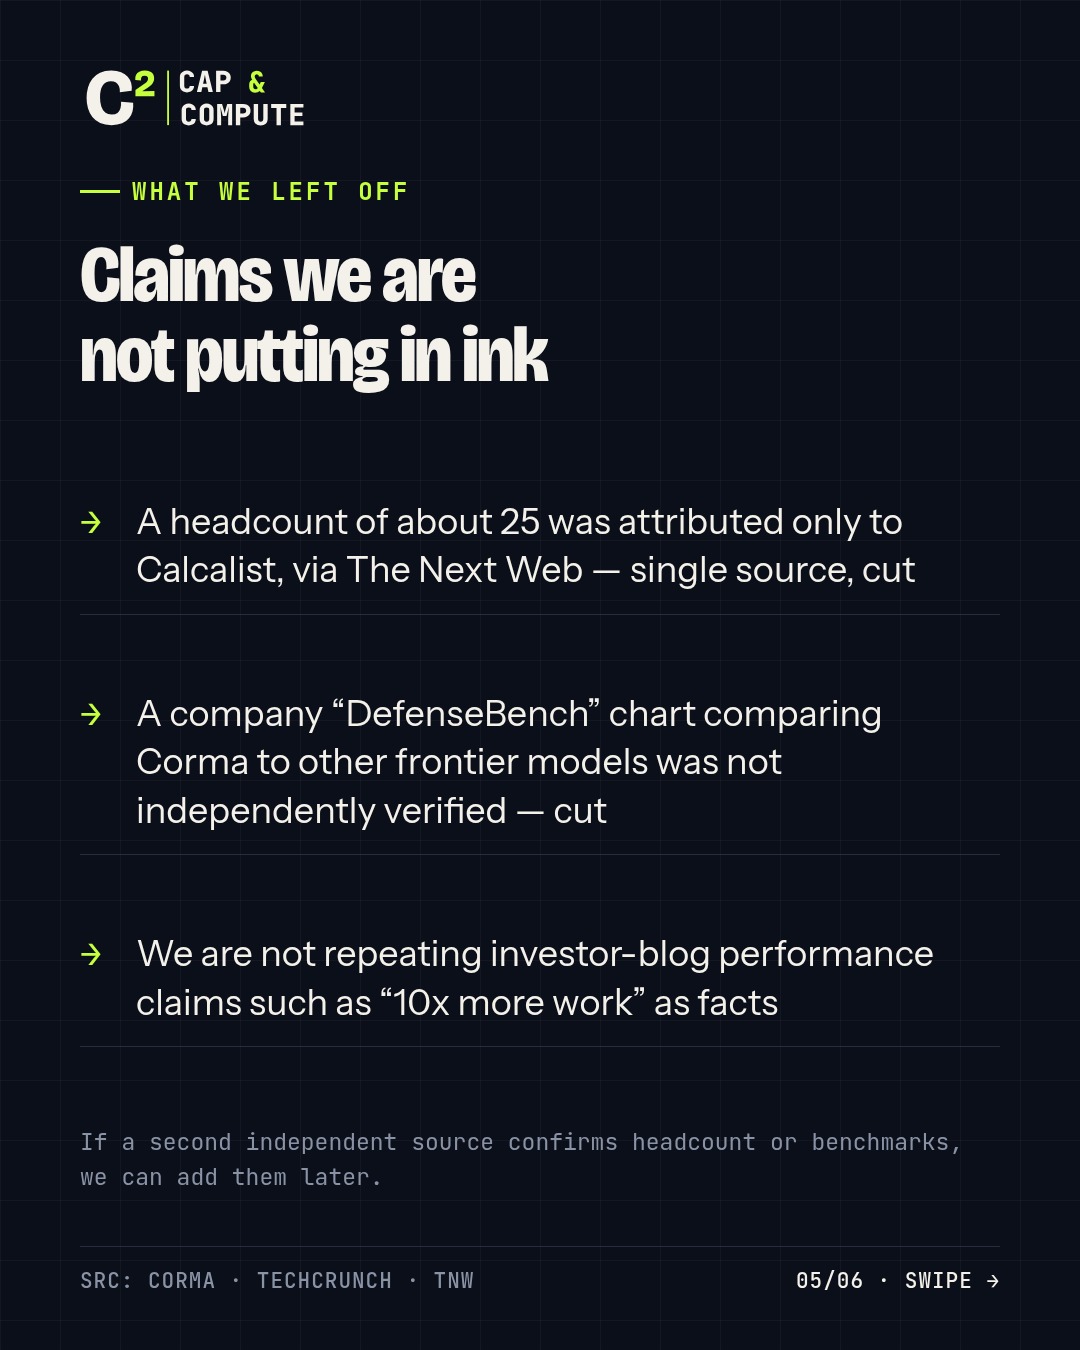 C² CAP &
COMPUTE
WHAT WE LEFT OFF
Claims we are
not putting in ink
→ A headcount of about 25 was attributed only to
Calcalist, via The Next Web — single source, cut
→ A company “DefenseBench” chart comparing
Corma to other frontier models was not
independently verified — cut
→ We are not repeating investor-blog performance
claims such as “10x more work” as facts
If a second independent source confirms headcount or benchmarks,
we can add them later.
SRC: CORMA · TECHCRUNCH · TNW
05/06 · SWIPE →